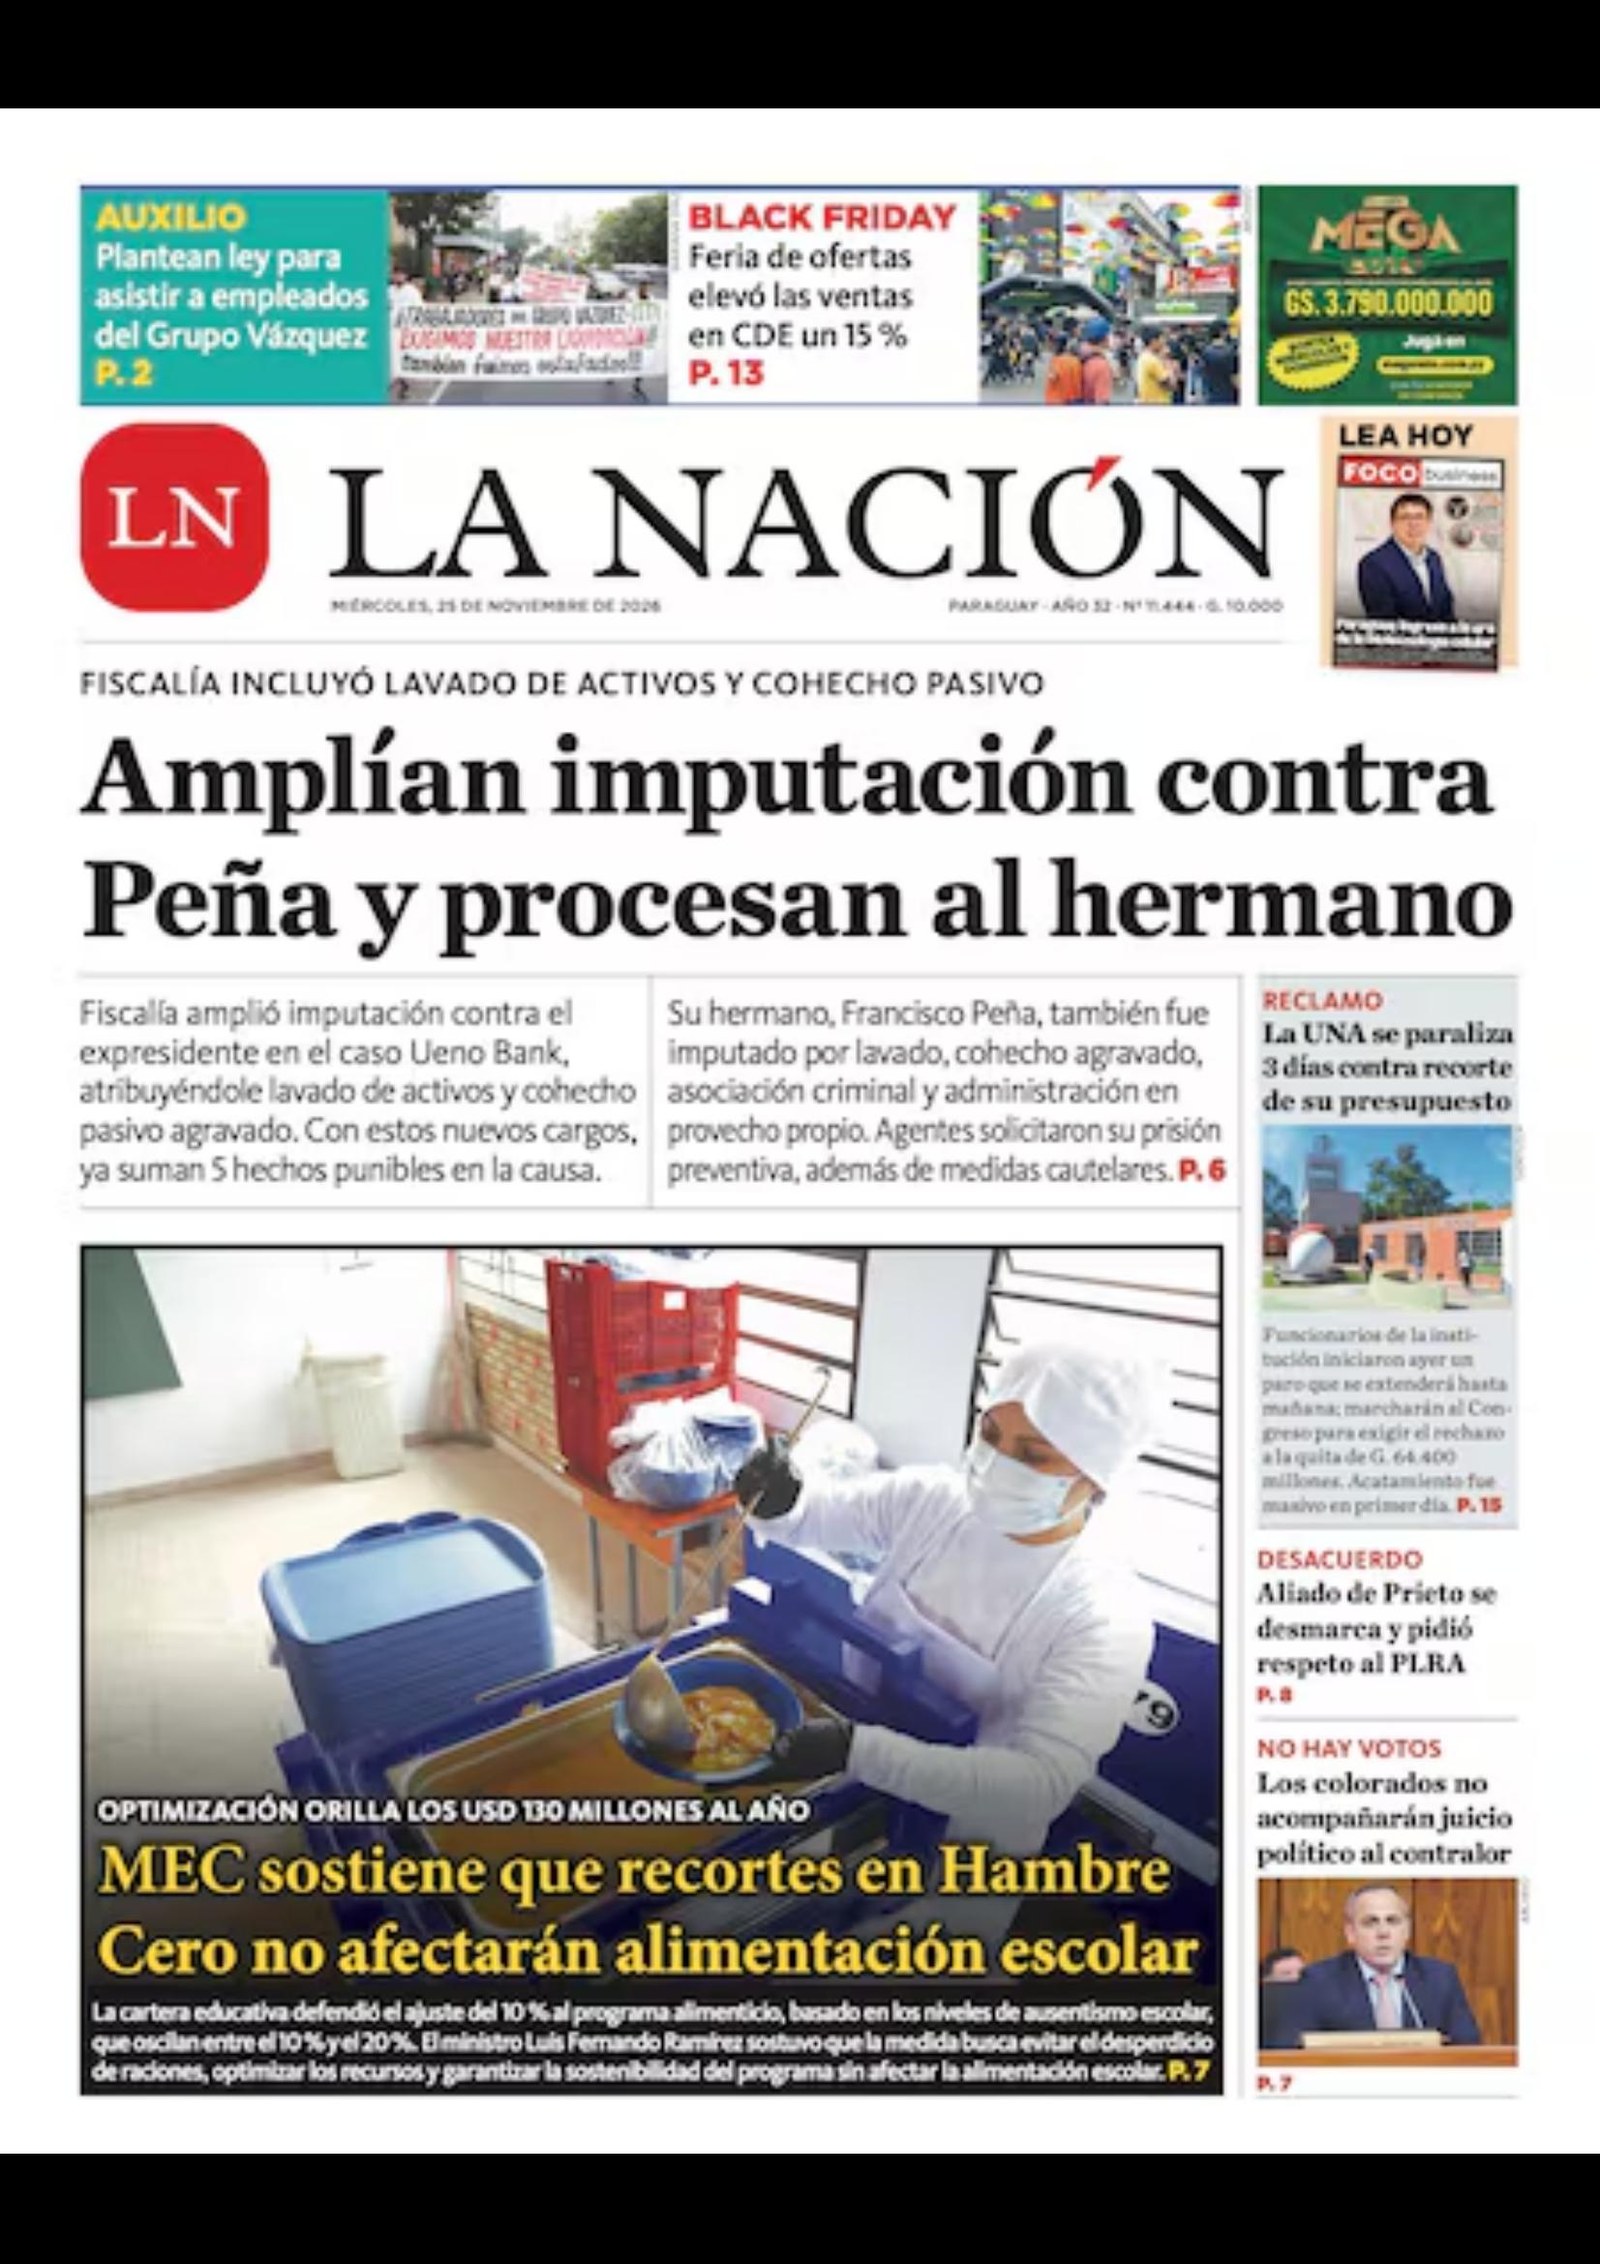 AUXILIO
Plantean ley para
asistir a empleados
del Grupo Vázquez
P. 2
TRABAJADORES
EXIGIMOS NUESTRA LIQUIDACIÓN
también fuimos estafados!!!
BLACK FRIDAY
Feria de ofertas
elevó las ventas
en CDE un 15 %
P. 13
MEGA
LOTO
GS. 3.790.000.000
Jugá en
LN
LA NACIÓN
MIÉRCOLES, 25 DE NOVIEMBRE DE 2026
PARAGUAY - AÑO 32 - Nº 11.444 - G. 10.000
LEA HOY
FOCO business
FISCALÍA INCLUYÓ LAVADO DE ACTIVOS Y COHECHO PASIVO
Amplían imputación contra
Peña y procesan al hermano
Fiscalía amplió imputación contra el
expresidente en el caso Ueno Bank,
atribuyéndole lavado de activos y cohecho
pasivo agravado. Con estos nuevos cargos,
ya suman 5 hechos punibles en la causa.
Su hermano, Francisco Peña, también fue
imputado por lavado, cohecho agravado,
asociación criminal y administración en
provecho propio. Agentes solicitaron su prisión
preventiva, además de medidas cautelares. P. 6
RECLAMO
La UNA se paraliza
3 días contra recorte
de su presupuesto
Funcionarios de la insti-
tución iniciaron ayer un
paro que se extenderá hasta
mañana; marcharán al Con-
greso para exigir el rechazo
a la quita de G. 64.400
millones. Acatamiento fue
masivo en primer día. P. 15
DESACUERDO
Aliado de Prieto se
desmarca y pidió
respeto al PLRA
P. 8
NO HAY VOTOS
Los colorados no
acompañarán juicio
político al contralor
P. 7
OPTIMIZACIÓN ORILLA LOS USD 130 MILLONES AL AÑO
MEC sostiene que recortes en Hambre
Cero no afectarán alimentación escolar
La cartera educativa defendió el ajuste del 10 % al programa alimenticio, basado en los niveles de ausentismo escolar,
que oscilan entre el 10 % y el 20 %. El ministro Luis Fernando Ramírez sostuvo que la medida busca evitar el desperdicio
de raciones, optimizar los recursos y garantizar la sostenibilidad del programa sin afectar la alimentación escolar. P. 7